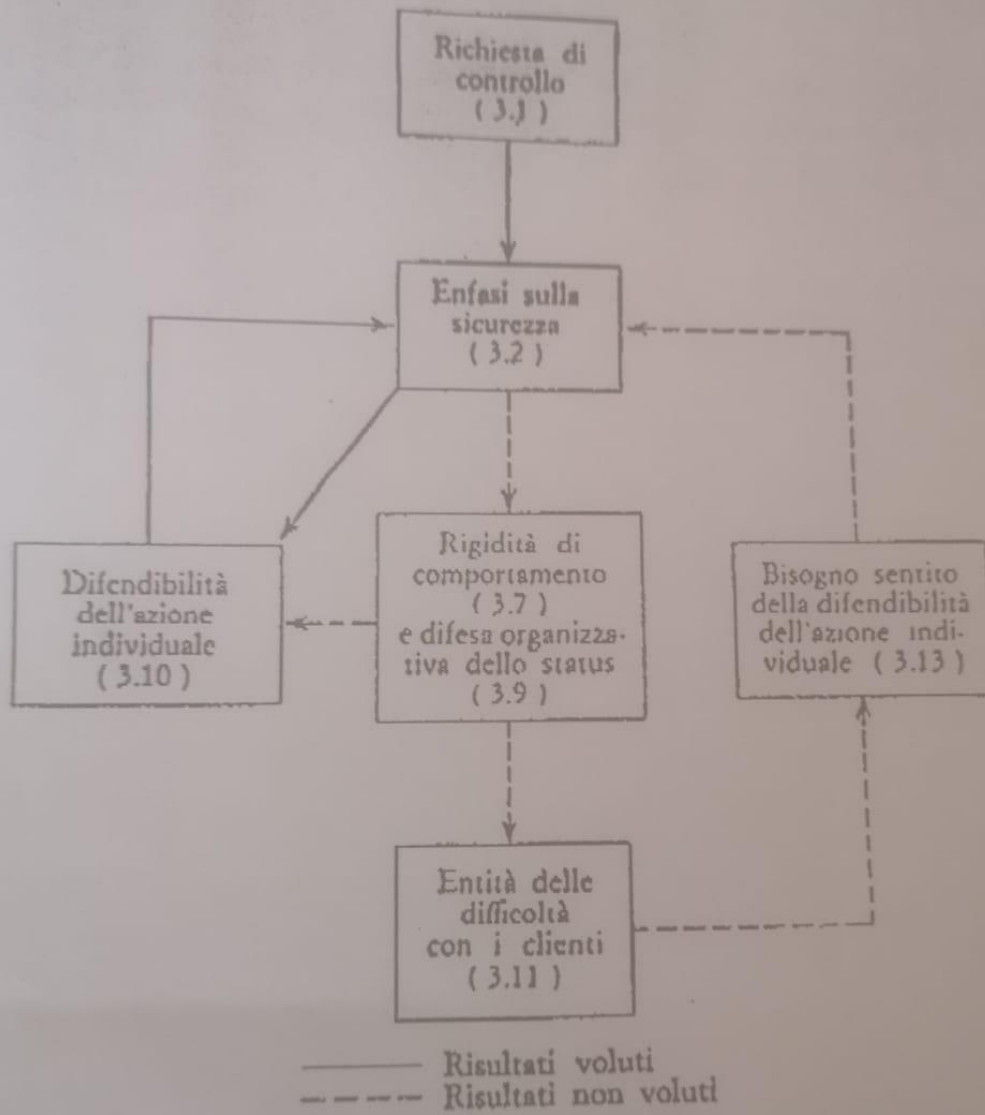 Richiesta di
controllo
( 3.1 )
Enfasi sulla
sicurezza
( 3.2 )
Difendibilità
dell'azione
individuale
( 3.10 )
Rigidità di
comportamento
( 3.7 )
e difesa organizza-
tiva dello status
( 3.9 )
Bisogno sentito
della difendibilità
dell'azione indi-
viduale ( 3.13 )
Entità delle
difficoltà
con i clienti
( 3.11 )
Risultati voluti
Risultati non voluti